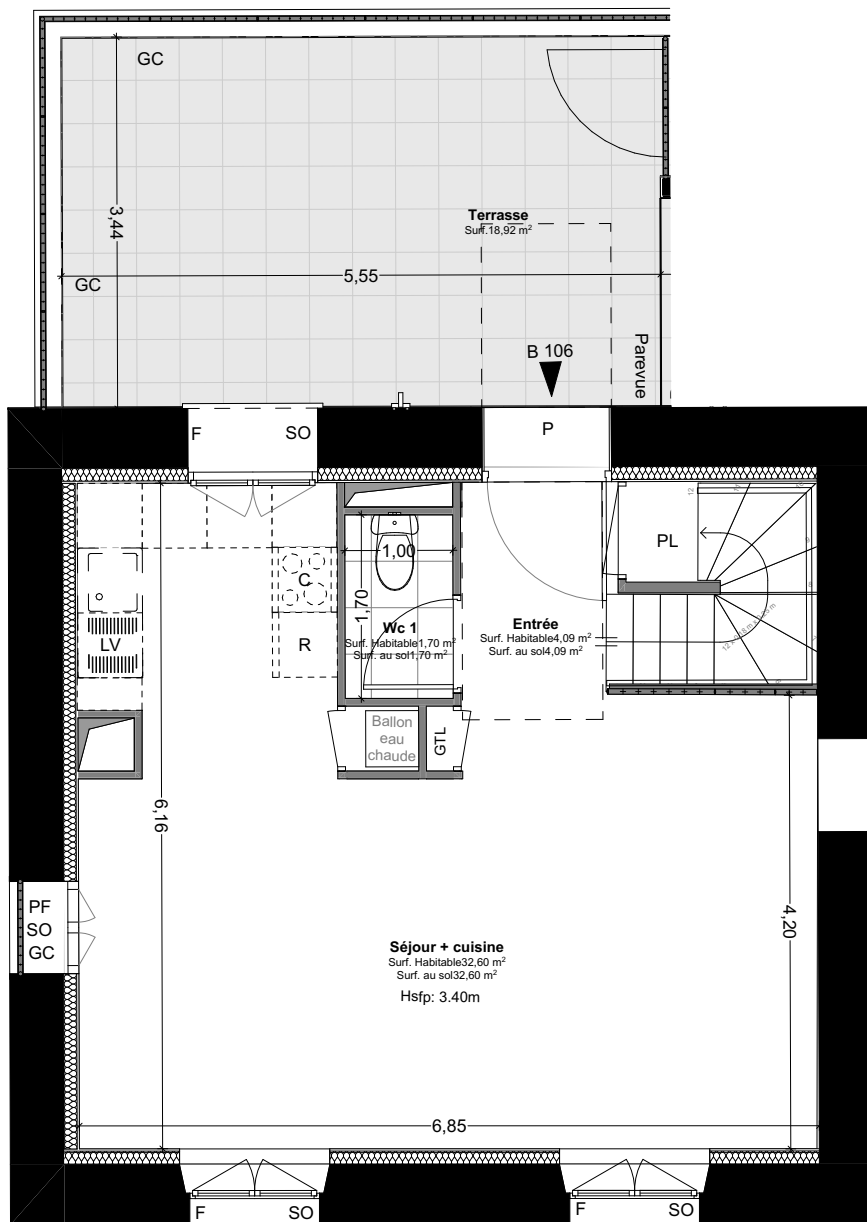 GC
3,44
Terrasse
Surf.18,92 m²
GC
5,55
B 106
Parevue
F
SO
P
PL
1,00
C
1,70
LV
R
Wc 1
Surf. Habitable1,70 m²
Surf. au sol1,70 m²
Entrée
Surf. Habitable4,09 m²
Surf. au sol4,09 m²
Ballon
eau
chaude
GTL
6,16
PF
SO
GC
4,20
Séjour + cuisine
Surf. Habitable32,60 m²
Surf. au sol32,60 m²
Hsfp: 3.40m
6,85
F
SO
F
SO